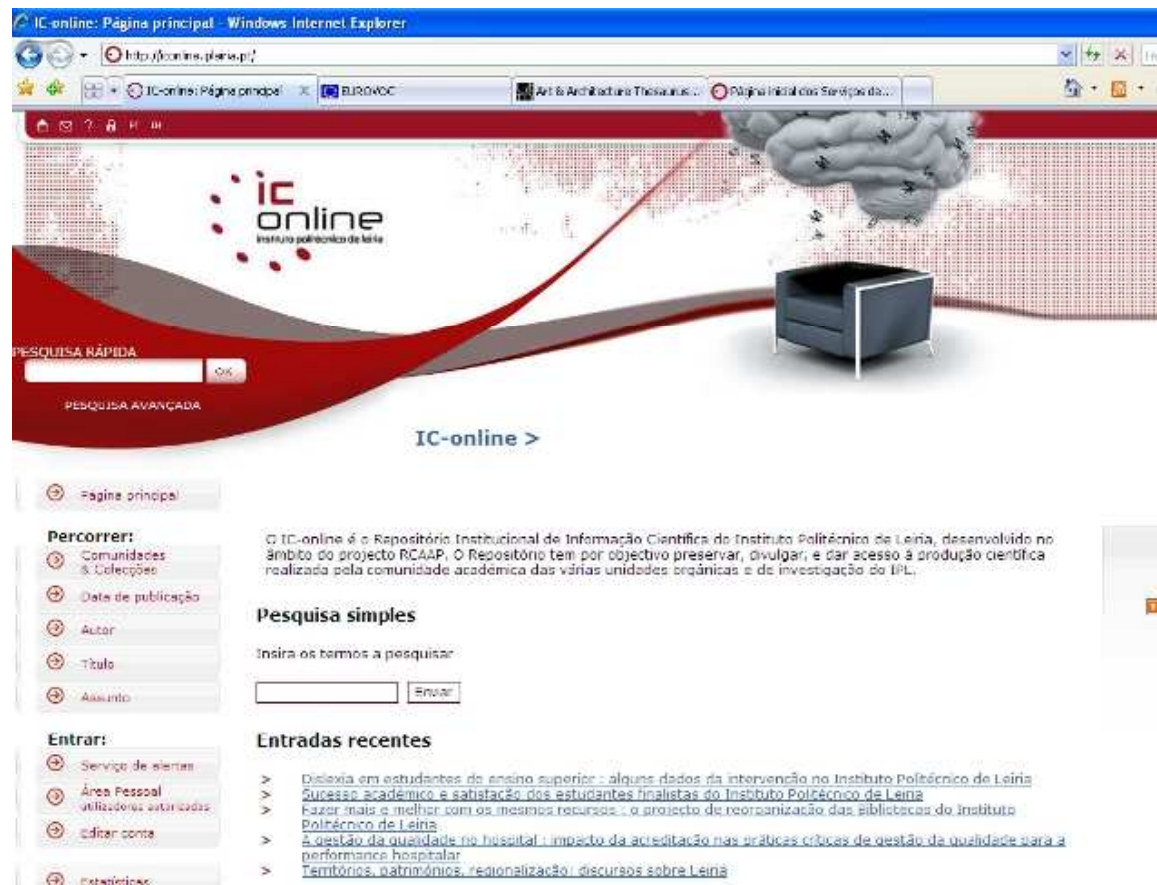 IC-online: Página principal - Windows Internet Explorer
http://iconline.ipleiria.pt/
IC-online: Página principal
EUROVOC
Art & Architecture Thesaurus ...
Página inicial dos Serviços de...
ic
online
instituto politécnico de leiria
PESQUISA RÁPIDA
OK
PESQUISA AVANÇADA
IC-online >
Página principal
Percorrer:
Comunidades
& Colecções
Data de publicação
Autor
Título
Assunto
Entrar:
Serviço de alertas
Área Pessoal
utilizadores autorizados
Editar conta
Estatísticas
O IC-online é o Repositório Institucional de Informação Científica do Instituto Politécnico de Leiria, desenvolvido no
âmbito do projecto RCAAP. O Repositório tem por objectivo preservar, divulgar, e dar acesso à produção científica
realizada pela comunidade académica das várias unidades orgânicas e de investigação do IPL.
Pesquisa simples
Insira os termos a pesquisar
Enviar
Entradas recentes
> Dislexia em estudantes do ensino superior : alguns dados da intervenção no Instituto Politécnico de Leiria
> Sucesso académico e satisfação dos estudantes finalistas do Instituto Politécnico de Leiria
> Fazer mais e melhor com os mesmos recursos : o projecto de reorganização das Bibliotecas do Instituto
Politécnico de Leiria
> A gestão da qualidade no hospital : impacto da acreditação nas práticas críticas de gestão da qualidade para a
performance hospitalar
> Territórios, patrimónios, regionalização: discursos sobre Leiria